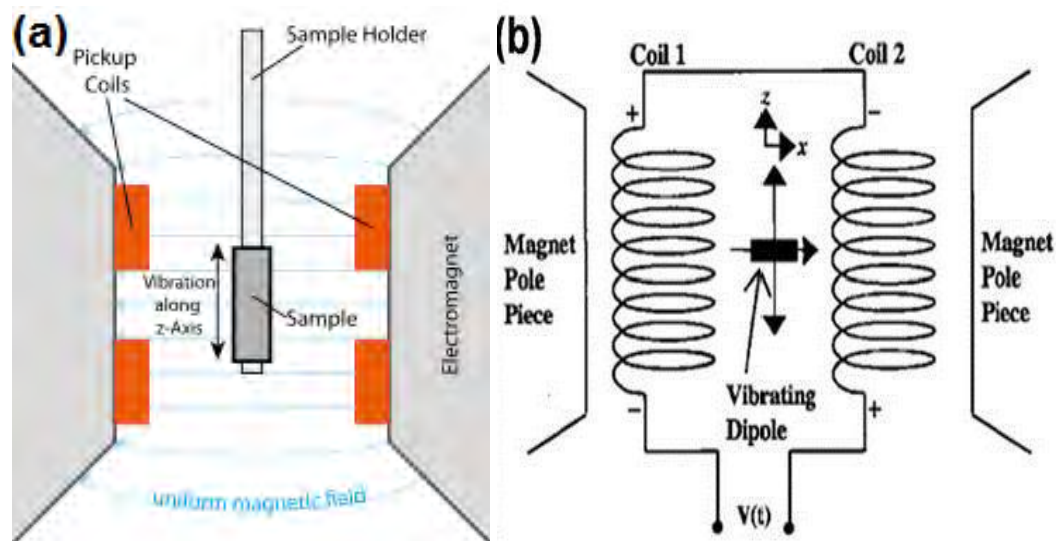 (a)
Sample Holder
Pickup
Coils
Vibration
along
z-Axis
Sample
Electromagnet
uniform magnetic field
(b)
Coil 1
Coil 2
+
-
z
x
Magnet
Pole
Piece
Magnet
Pole
Piece
Vibrating
Dipole
-
+
V(t)